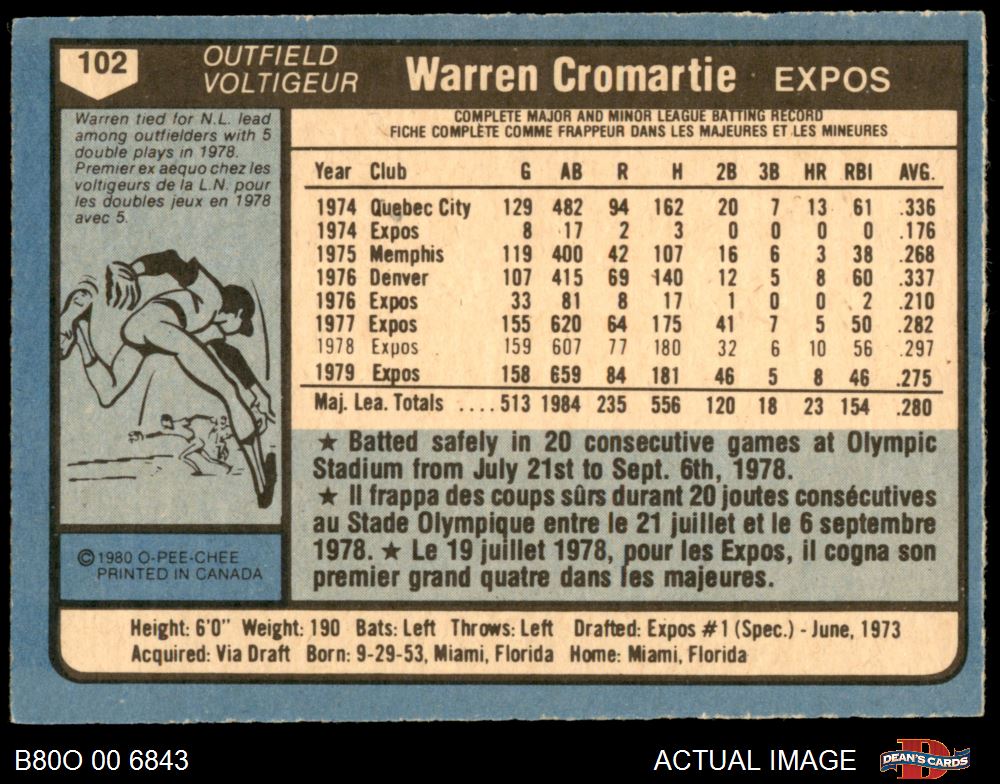 102
OUTFIELD
VOLTIGEUR
Warren Cromartie EXPOS
Warren tied for N.L. lead
among outfielders with 5
double plays in 1978.
Premier ex aequo chez les
voltigeurs de la L.N. pour
les doubles jeux en 1978
avec 5.
© 1980 O-PEE-CHEE
PRINTED IN CANADA
COMPLETE MAJOR AND MINOR LEAGUE BATTING RECORD
FICHE COMPLÈTE COMME FRAPPEUR DANS LES MAJEURES ET LES MINEURES
Year Club G AB R H 2B 3B HR RBI AVG.
1974 Quebec City 129 482 94 162 20 7 13 61 .336
1974 Expos 8 17 2 3 0 0 0 0 .176
1975 Memphis 119 400 42 107 16 6 3 38 .268
1976 Denver 107 415 69 140 12 5 8 60 .337
1976 Expos 33 81 8 17 1 0 0 2 .210
1977 Expos 155 620 64 175 41 7 5 50 .282
1978 Expos 159 607 77 180 32 6 10 56 .297
1979 Expos 158 659 84 181 46 5 8 46 .275
Maj. Lea. Totals .... 513 1984 235 556 120 18 23 154 .280
★ Batted safely in 20 consecutive games at Olympic
Stadium from July 21st to Sept. 6th, 1978.
★ Il frappa des coups sûrs durant 20 joutes consécutives
au Stade Olympique entre le 21 juillet et le 6 septembre
1978. ★ Le 19 juillet 1978, pour les Expos, il cogna son
premier grand quatre dans les majeures.
Height: 6'0" Weight: 190 Bats: Left Throws: Left Drafted: Expos #1 (Spec.) - June, 1973
Acquired: Via Draft Born: 9-29-53, Miami, Florida Home: Miami, Florida
B80O 00 6843
ACTUAL IMAGE
DEAN'S CARDS